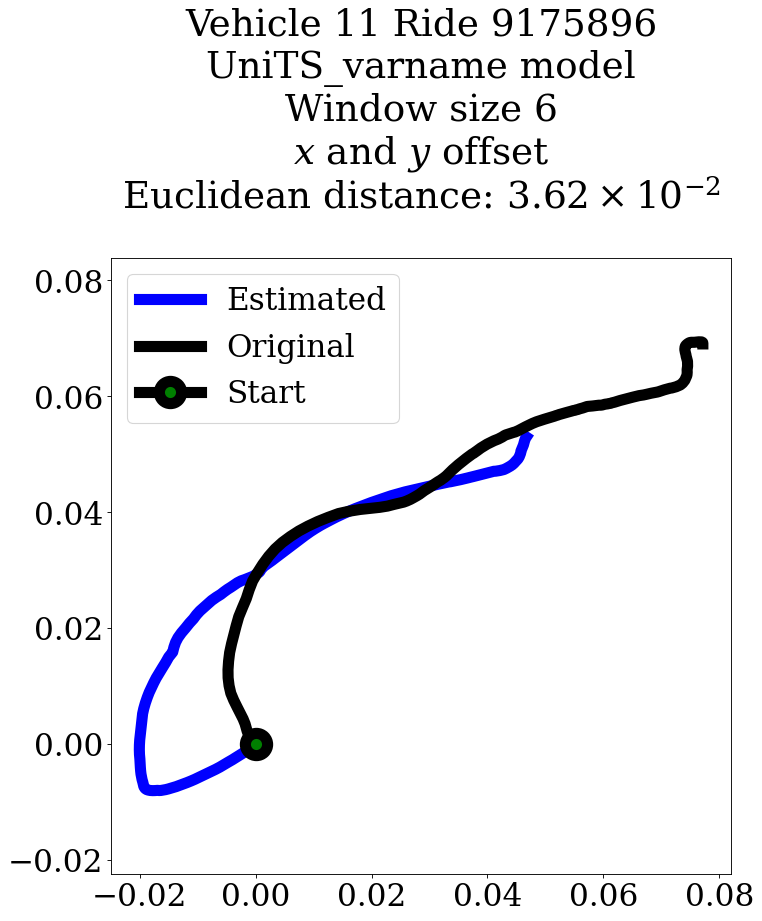 Vehicle 11 Ride 9175896
UniTS_varname model
Window size 6
x and y offset
Euclidean distance: 3.62 × 10⁻²
0.08
0.06
0.04
0.02
0.00
−0.02
Estimated
Original
Start
−0.02 0.00 0.02 0.04 0.06 0.08